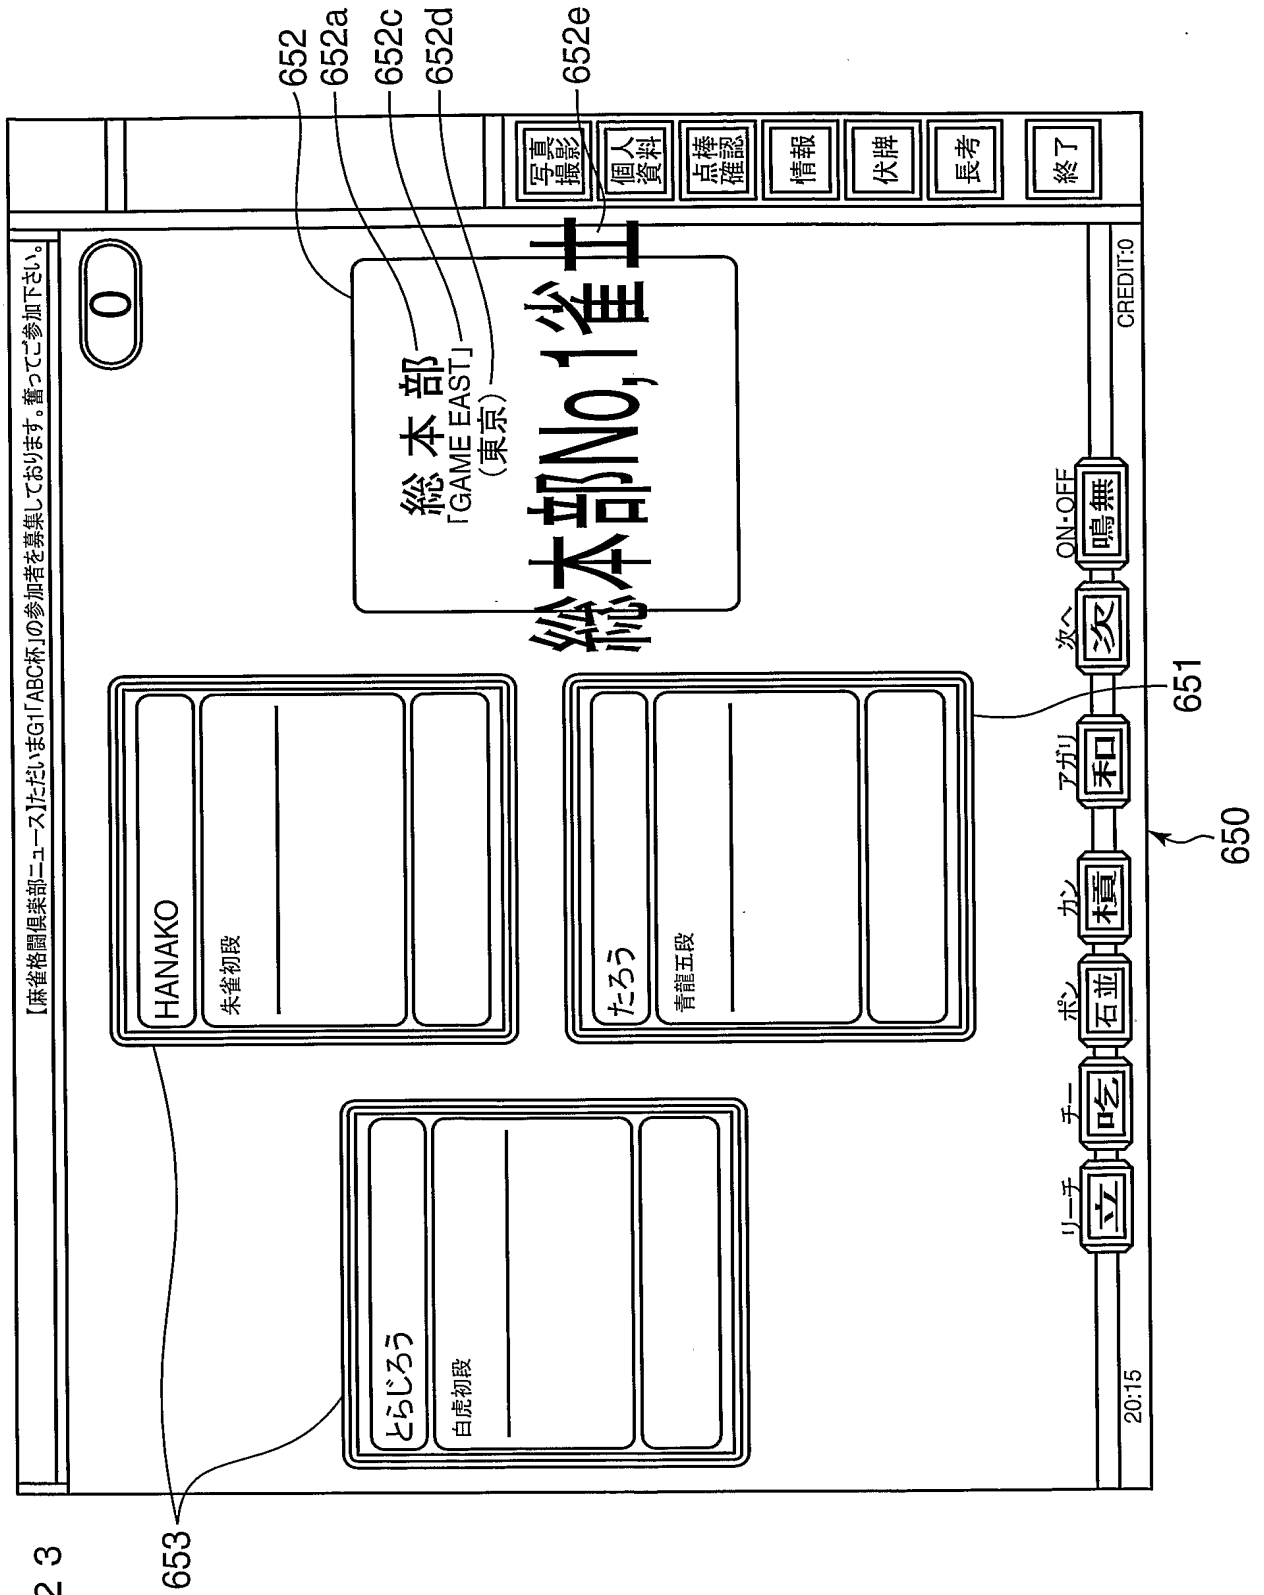 ２３
【麻雀格闘倶楽部ニュース】ただいまG1「ABC杯」の参加者を募集しております。奮ってご参加下さい。
0
HANAKO
朱雀初段
とらじろう
白虎初段
たろう
青龍五段
総本部
「GAME EAST」
(東京)
総本部No,1雀士
写真
撮影
個人
資料
点棒
確認
情報
伏牌
長考
終了
リーチ
立
チー
吃
ポン
石並
カン
槓
アガリ
和
次へ
次
ON・OFF
鳴無
20:15
CREDIT:0
652
652a
652c
652d
652e
653
651
650